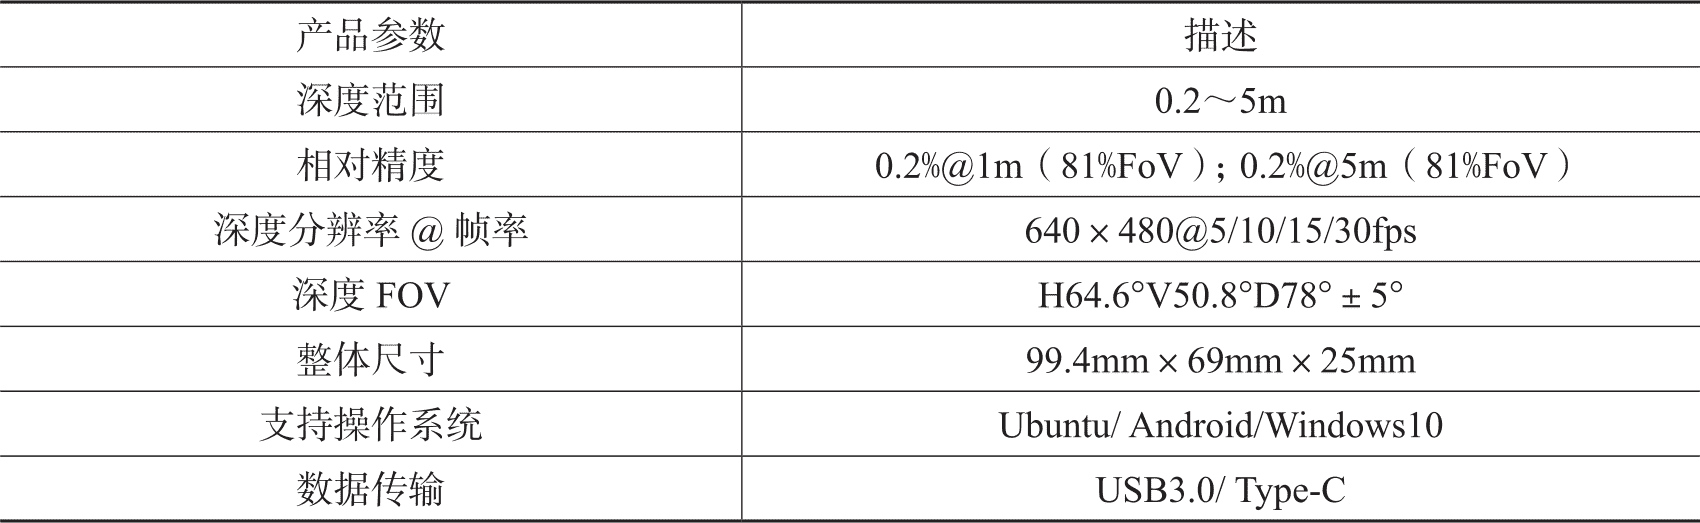 产品参数 描述
深度范围 0.2～5m
相对精度 0.2%@1m（81%FoV）; 0.2%@5m（81%FoV）
深度分辨率 @ 帧率 640 × 480@5/10/15/30fps
深度 FOV H64.6°V50.8°D78° ± 5°
整体尺寸 99.4mm × 69mm × 25mm
支持操作系统 Ubuntu/ Android/Windows10
数据传输 USB3.0/ Type-C